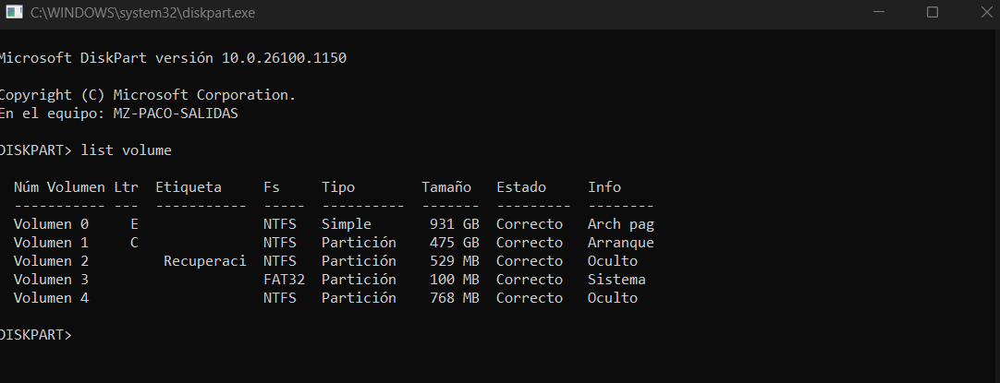 C:\WINDOWS\system32\diskpart.exe
Microsoft DiskPart versión 10.0.26100.1150
Copyright (C) Microsoft Corporation.
En el equipo: MZ-PACO-SALIDAS
DISKPART> list volume
  Núm Volumen Ltr  Etiqueta     Fs     Tipo        Tamaño   Estado     Info
  ----------- ---  -----------  -----  ----------  -------  ---------  --------
  Volumen 0     E               NTFS   Simple       931 GB  Correcto   Arch pag
  Volumen 1     C               NTFS   Partición    475 GB  Correcto   Arranque
  Volumen 2         Recuperaci  NTFS   Partición    529 MB  Correcto   Oculto
  Volumen 3                     FAT32  Partición    100 MB  Correcto   Sistema
  Volumen 4                     NTFS   Partición    768 MB  Correcto   Oculto
DISKPART>